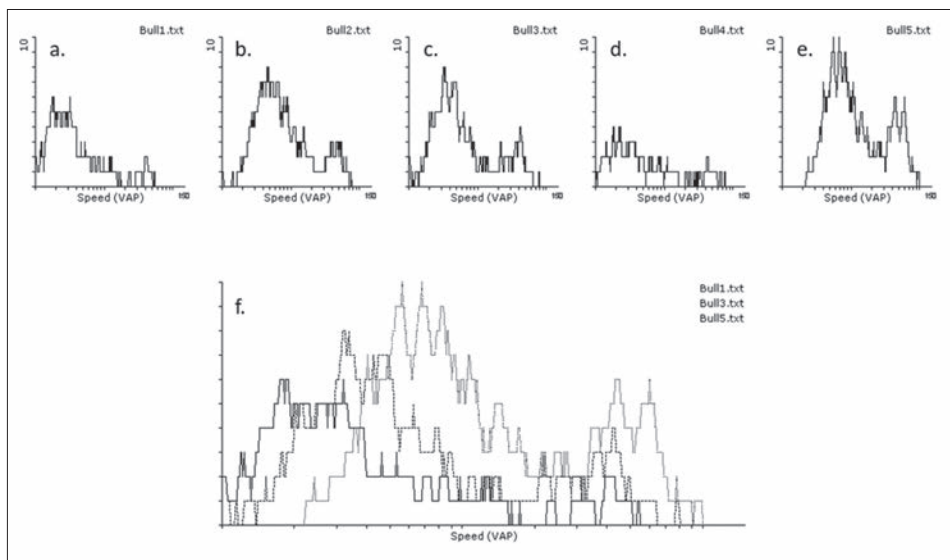 Bull1.txt
10
a.
Speed (VAP)
Bull2.txt
10
b.
Speed (VAP)
Bull3.txt
10
c.
Speed (VAP)
Bull4.txt
10
d.
Speed (VAP)
Bull5.txt
10
e.
Speed (VAP)
f.
Bull1.txt
Bull3.txt
Bull5.txt
Speed (VAP)